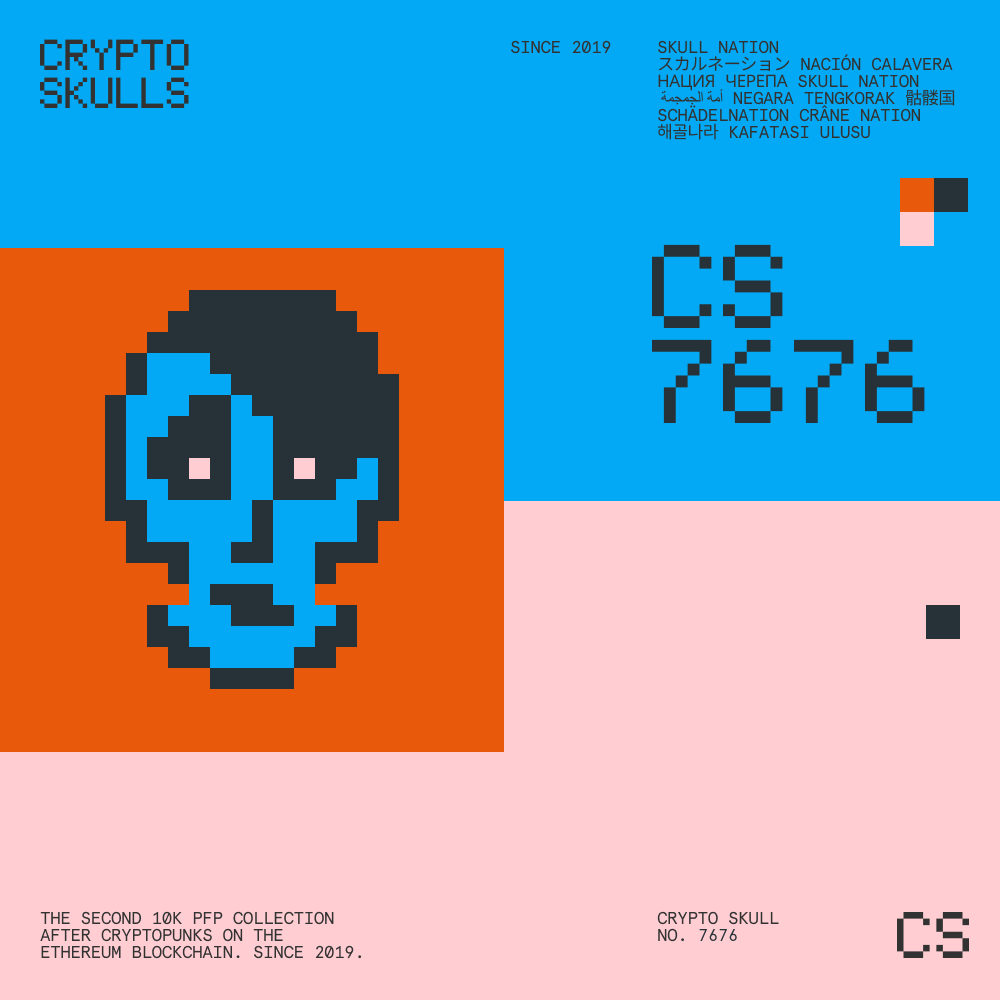 CRYPTO
SKULLS
SINCE 2019
SKULL NATION
スカルネーション NACIÓN CALAVERA
НАЦИЯ ЧЕРЕПА SKULL NATION
أمة الجمجمة NEGARA TENGKORAK 骷髅国
SCHÄDELNATION CRÂNE NATION
해골나라 KAFATASI ULUSU
CS
7676
THE SECOND 10K PFP COLLECTION
AFTER CRYPTOPUNKS ON THE
ETHEREUM BLOCKCHAIN. SINCE 2019.
CRYPTO SKULL
NO. 7676
CS